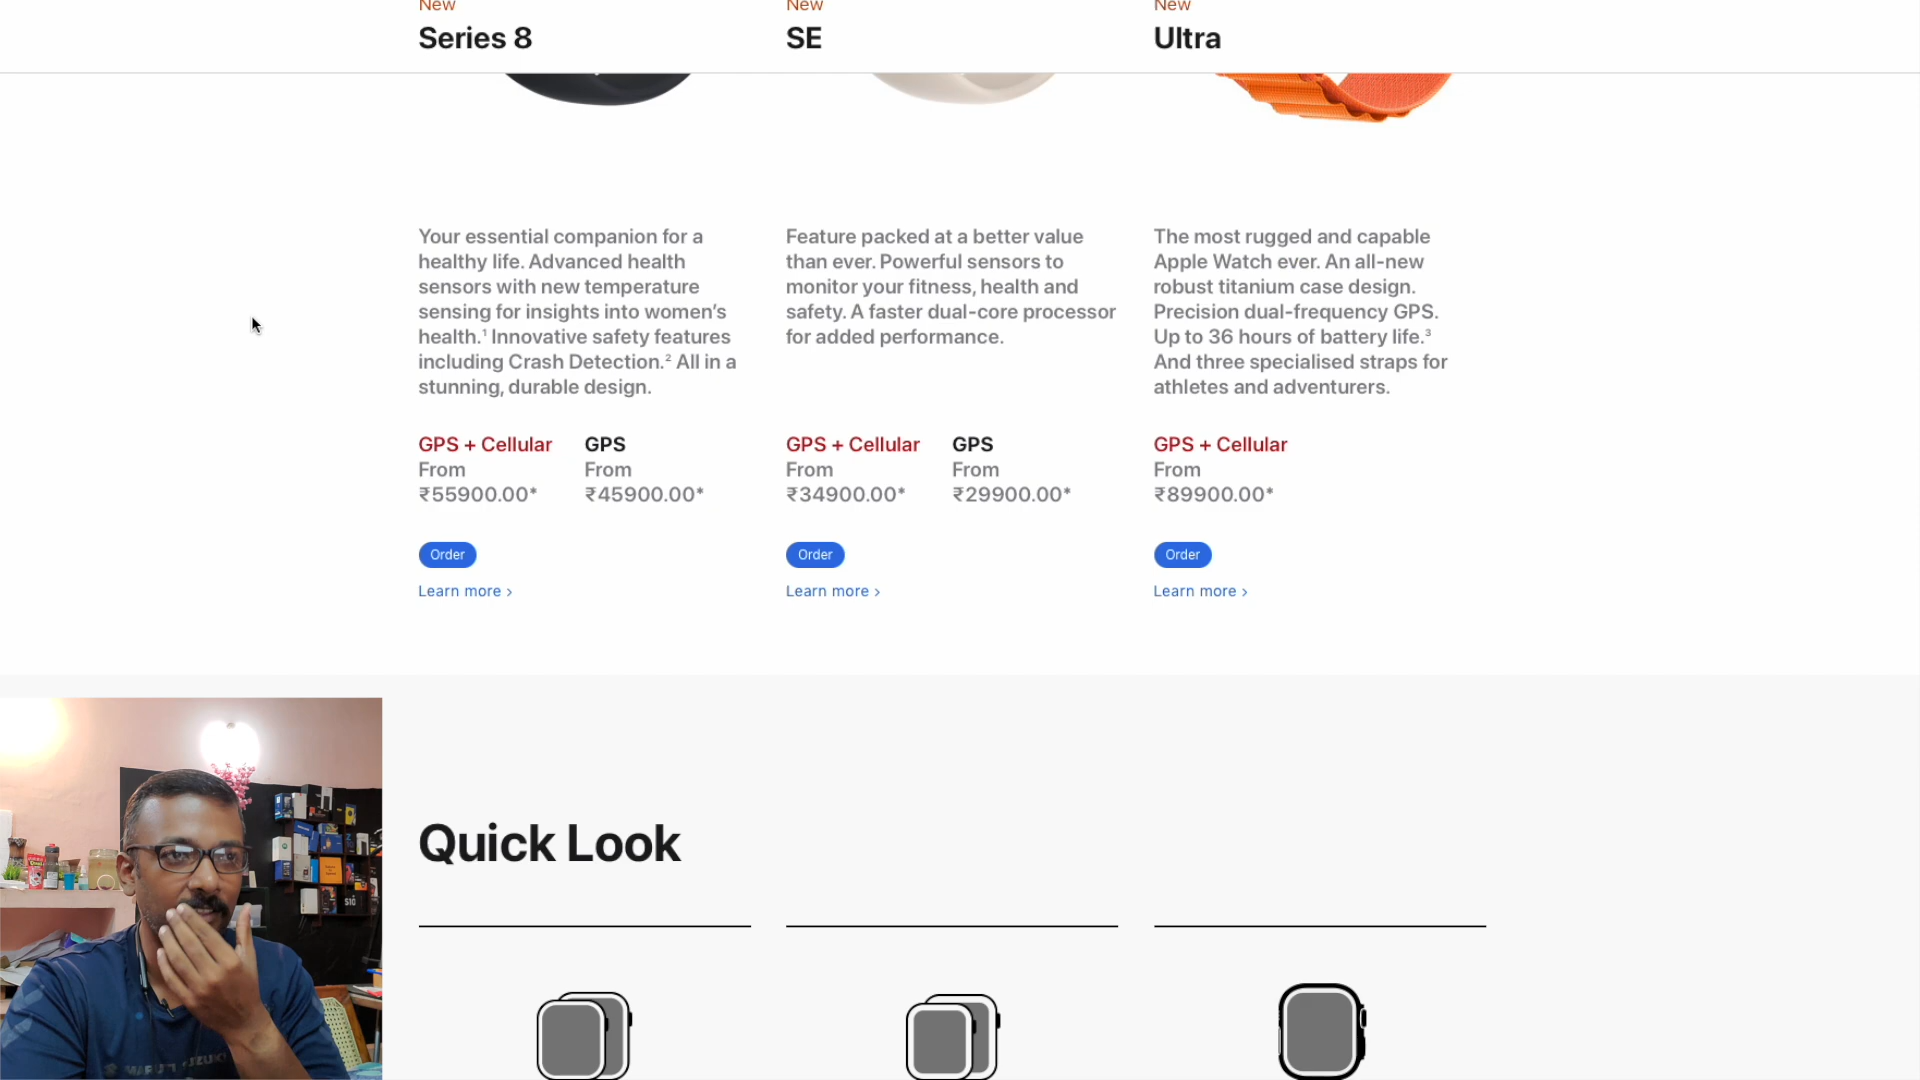 New
Series 8
New
SE
New
Ultra
Your essential companion for a
healthy life. Advanced health
sensors with new temperature
sensing for insights into women’s
health.¹ Innovative safety features
including Crash Detection.² All in a
stunning, durable design.
GPS + Cellular
From
₹55900.00*
GPS
From
₹45900.00*
Order
Learn more >
Feature packed at a better value
than ever. Powerful sensors to
monitor your fitness, health and
safety. A faster dual-core processor
for added performance.
GPS + Cellular
From
₹34900.00*
GPS
From
₹29900.00*
Order
Learn more >
The most rugged and capable
Apple Watch ever. An all-new
robust titanium case design.
Precision dual-frequency GPS.
Up to 36 hours of battery life.³
And three specialised straps for
athletes and adventurers.
GPS + Cellular
From
₹89900.00*
Order
Learn more >
Quick Look
S10